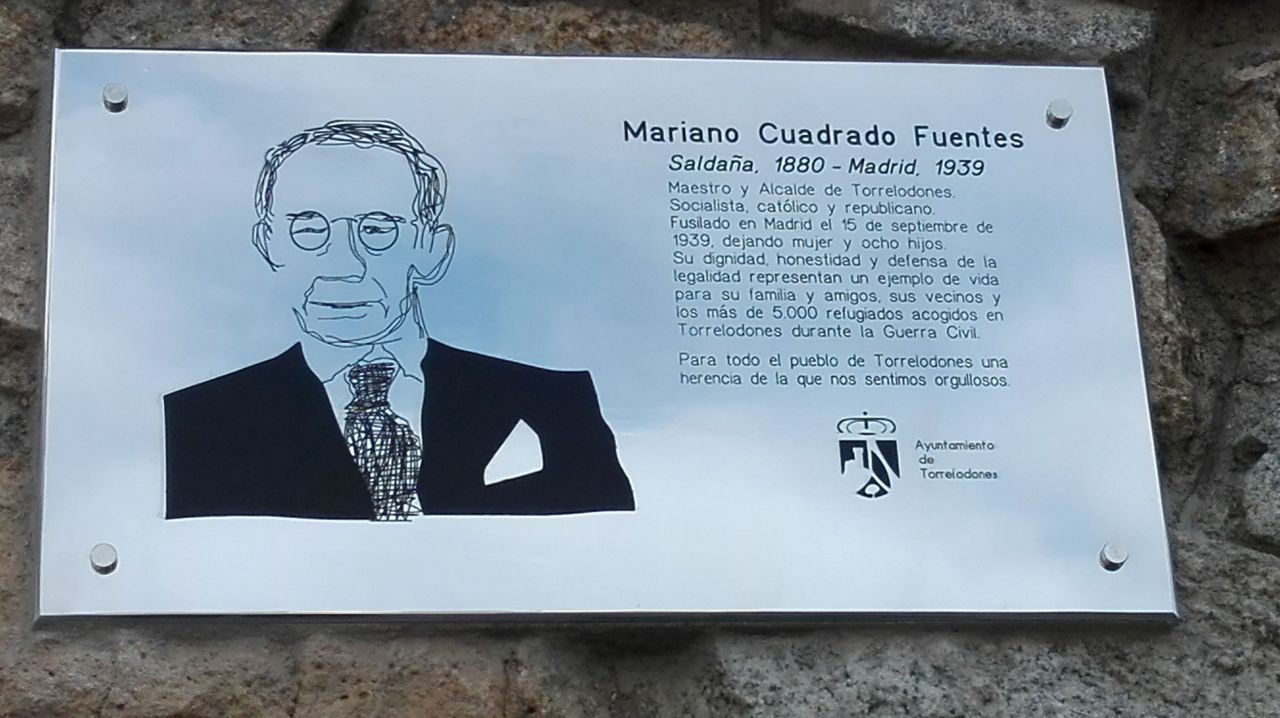 Mariano Cuadrado Fuentes
Saldaña, 1880 - Madrid, 1939
Maestro y Alcalde de Torrelodones.
Socialista, católico y republicano.
Fusilado en Madrid el 15 de septiembre de
1939, dejando mujer y ocho hijos.
Su dignidad, honestidad y defensa de la
legalidad representan un ejemplo de vida
para su familia y amigos, sus vecinos y
los más de 5.000 refugiados acogidos en
Torrelodones durante la Guerra Civil.
Para todo el pueblo de Torrelodones una
herencia de la que nos sentimos orgullosos.
Ayuntamiento
de
Torrelodones